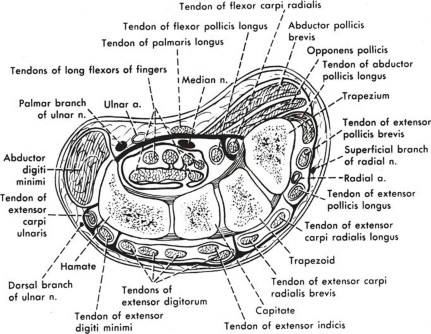 Tendon of flexor carpi radialis
Tendon of flexor pollicis longus
Tendon of palmaris longus
Abductor pollicis
brevis
Opponens pollicis
Tendon of abductor
pollicis longus
Tendons of long flexors of fingers
Median n.
Trapezium
Palmar branch
of ulnar n.
Ulnar a.
Tendon of extensor
pollicis brevis
Superficial branch
of radial n.
Abductor
digiti
minimi
Radial a.
Tendon of extensor
pollicis longus
Tendon of
extensor
carpi
ulnaris
Tendon of extensor
carpi radialis longus
Trapezoid
Hamate
Dorsal branch
of ulnar n.
Tendons of
extensor digitorum
Tendon of extensor carpi
radialis brevis
Capitate
Tendon of
extensor
digiti minimi
Tendon of extensor indicis